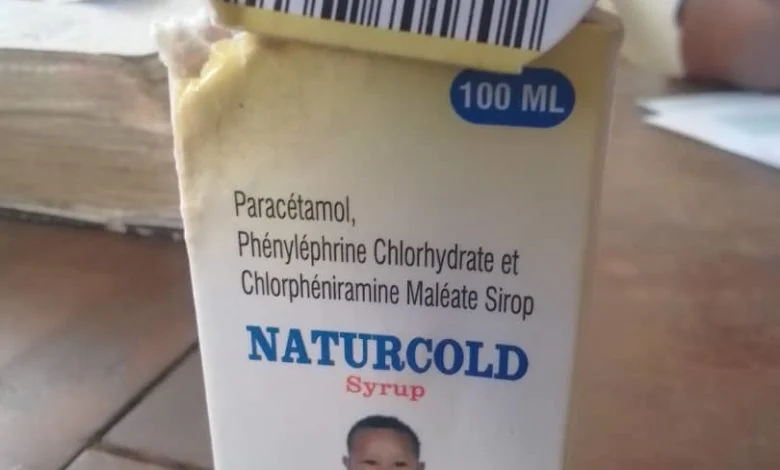 100 ML
Paracétamol,
Phényléphrine Chlorhydrate et
Chlorphéniramine Maléate Sirop
NATURCOLD
Syrup